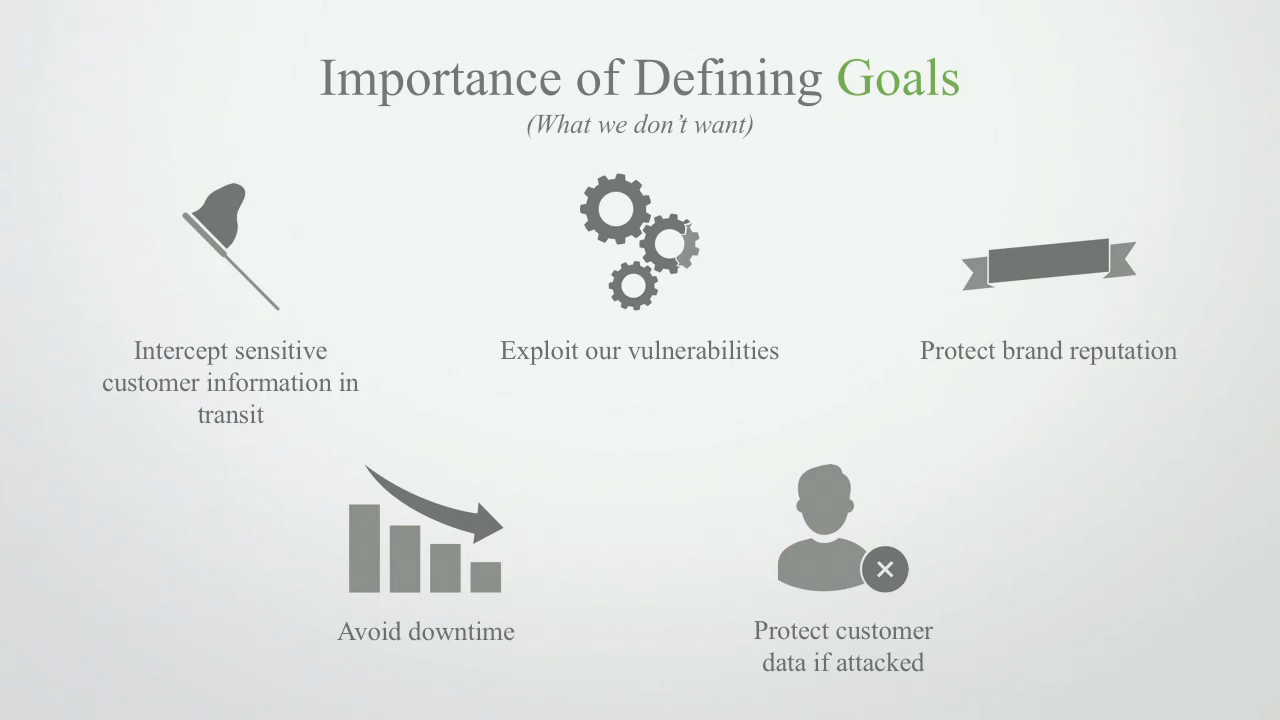 Importance of Defining Goals
(What we don’t want)
Intercept sensitive
customer information in
transit
Exploit our vulnerabilities
Protect brand reputation
Avoid downtime
Protect customer
data if attacked